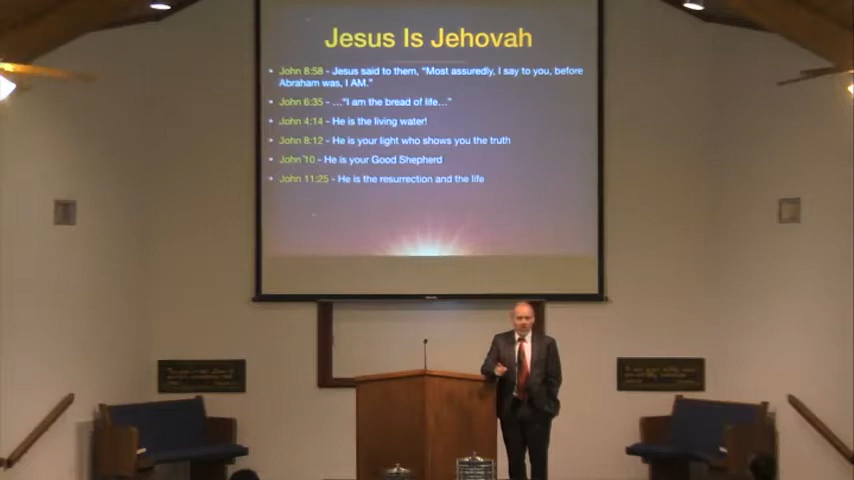 Jesus Is Jehovah
• John 8:58 - Jesus said to them, "Most assuredly, I say to you, before
Abraham was, I AM."
• John 6:35 - …"I am the bread of life…"
• John 4:14 - He is the living water!
• John 8:12 - He is your light who shows you the truth
• John 10 - He is your Good Shepherd
• John 11:25 - He is the resurrection and the life